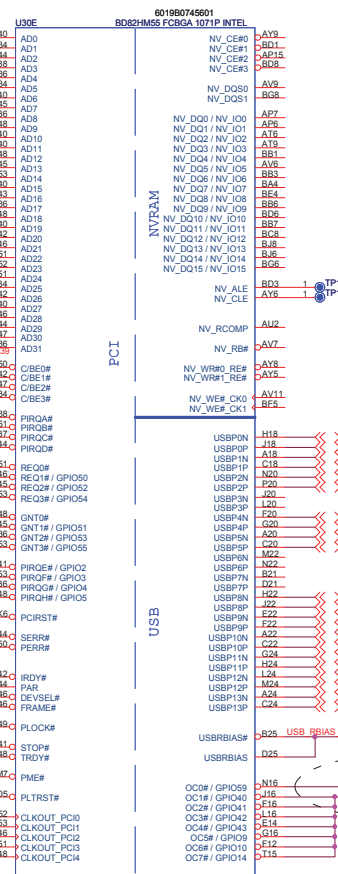 6019B0745601
U30E BD82HM55 FCBGA 1071P INTEL
AD0 NV_CE#0 AY9
AD1 NV_CE#1 BD1
AD2 NV_CE#2 AP15
AD3 NV_CE#3 BD8
AD4
AD5 NV_DQS0 AV9
AD6 NV_DQS1 BG8
AD7
AD8 NV_DQ0 / NV_IO0 AP7
AD9 NV_DQ1 / NV_IO1 AP6
AD10 NV_DQ2 / NV_IO2 AT6
AD11 NV_DQ3 / NV_IO3 AT9
AD12 NV_DQ4 / NV_IO4 BB1
AD13 NV_DQ5 / NV_IO5 AV6
AD14 NV_DQ6 / NV_IO6 BB3
AD15 NV_DQ7 / NV_IO7 BA4
AD16 NV_DQ8 / NV_IO8 BE4
AD17 NV_DQ9 / NV_IO9 BB6
AD18 NV_DQ10 / NV_IO10 BD6
AD19 NV_DQ11 / NV_IO11 BB7
AD20 NV_DQ12 / NV_IO12 BC8
AD21 NV_DQ13 / NV_IO13 BJ8
AD22 NV_DQ14 / NV_IO14 BJ6
AD23 NV_DQ15 / NV_IO15 BG6
NVRAM
AD24
AD25 NV_ALE BD3 1
AD26 NV_CLE AY6 1
AD27
AD28
AD29 NV_RCOMP AU2
AD30
AD31 NV_RB# AV7
PCI
C/BE0# NV_WR#0_RE# AY8
C/BE1# NV_WR#1_RE# AY5
C/BE2#
C/BE3# NV_WE#_CK0 AV11
NV_WE#_CK1 BF5
PIRQA#
PIRQB#
PIRQC# USBP0N H18
PIRQD# USBP0P J18
USBP1N A18
REQ0# USBP1P C18
REQ1# / GPIO50 USBP2N N20
REQ2# / GPIO52 USBP2P P20
REQ3# / GPIO54 USBP3N J20
USBP3P L20
GNT0# USBP4N F20
GNT1# / GPIO51 USBP4P G20
GNT2# / GPIO53 USBP5N A20
GNT3# / GPIO55 USBP5P C20
USBP6N M22
PIRQE# / GPIO2 USBP6P N22
PIRQF# / GPIO3 USBP7N B21
PIRQG# / GPIO4 USBP7P D21
PIRQH# / GPIO5 USBP8N H22
USBP8P J22
PCIRST# USBP9N E22
USBP9P F22
SERR# USBP10N A22
PERR# USBP10P C22
USBP11N G24
USBP11P H24
IRDY# USBP12N L24
PAR USBP12P M24
DEVSEL# USBP13N A24
FRAME# USBP13P C24
USB
PLOCK# USBRBIAS# B25 USB_RBIAS
STOP#
TRDY# USBRBIAS D25
PME#
OC0# / GPIO59 N16
PLTRST# OC1# / GPIO40 J16
OC2# / GPIO41 F16
CLKOUT_PCI0 OC3# / GPIO42 L16
CLKOUT_PCI1 OC4# / GPIO43 E14
CLKOUT_PCI2 OC5# / GPIO9 G16
CLKOUT_PCI3 OC6# / GPIO10 F12
CLKOUT_PCI4 OC7# / GPIO14 T15